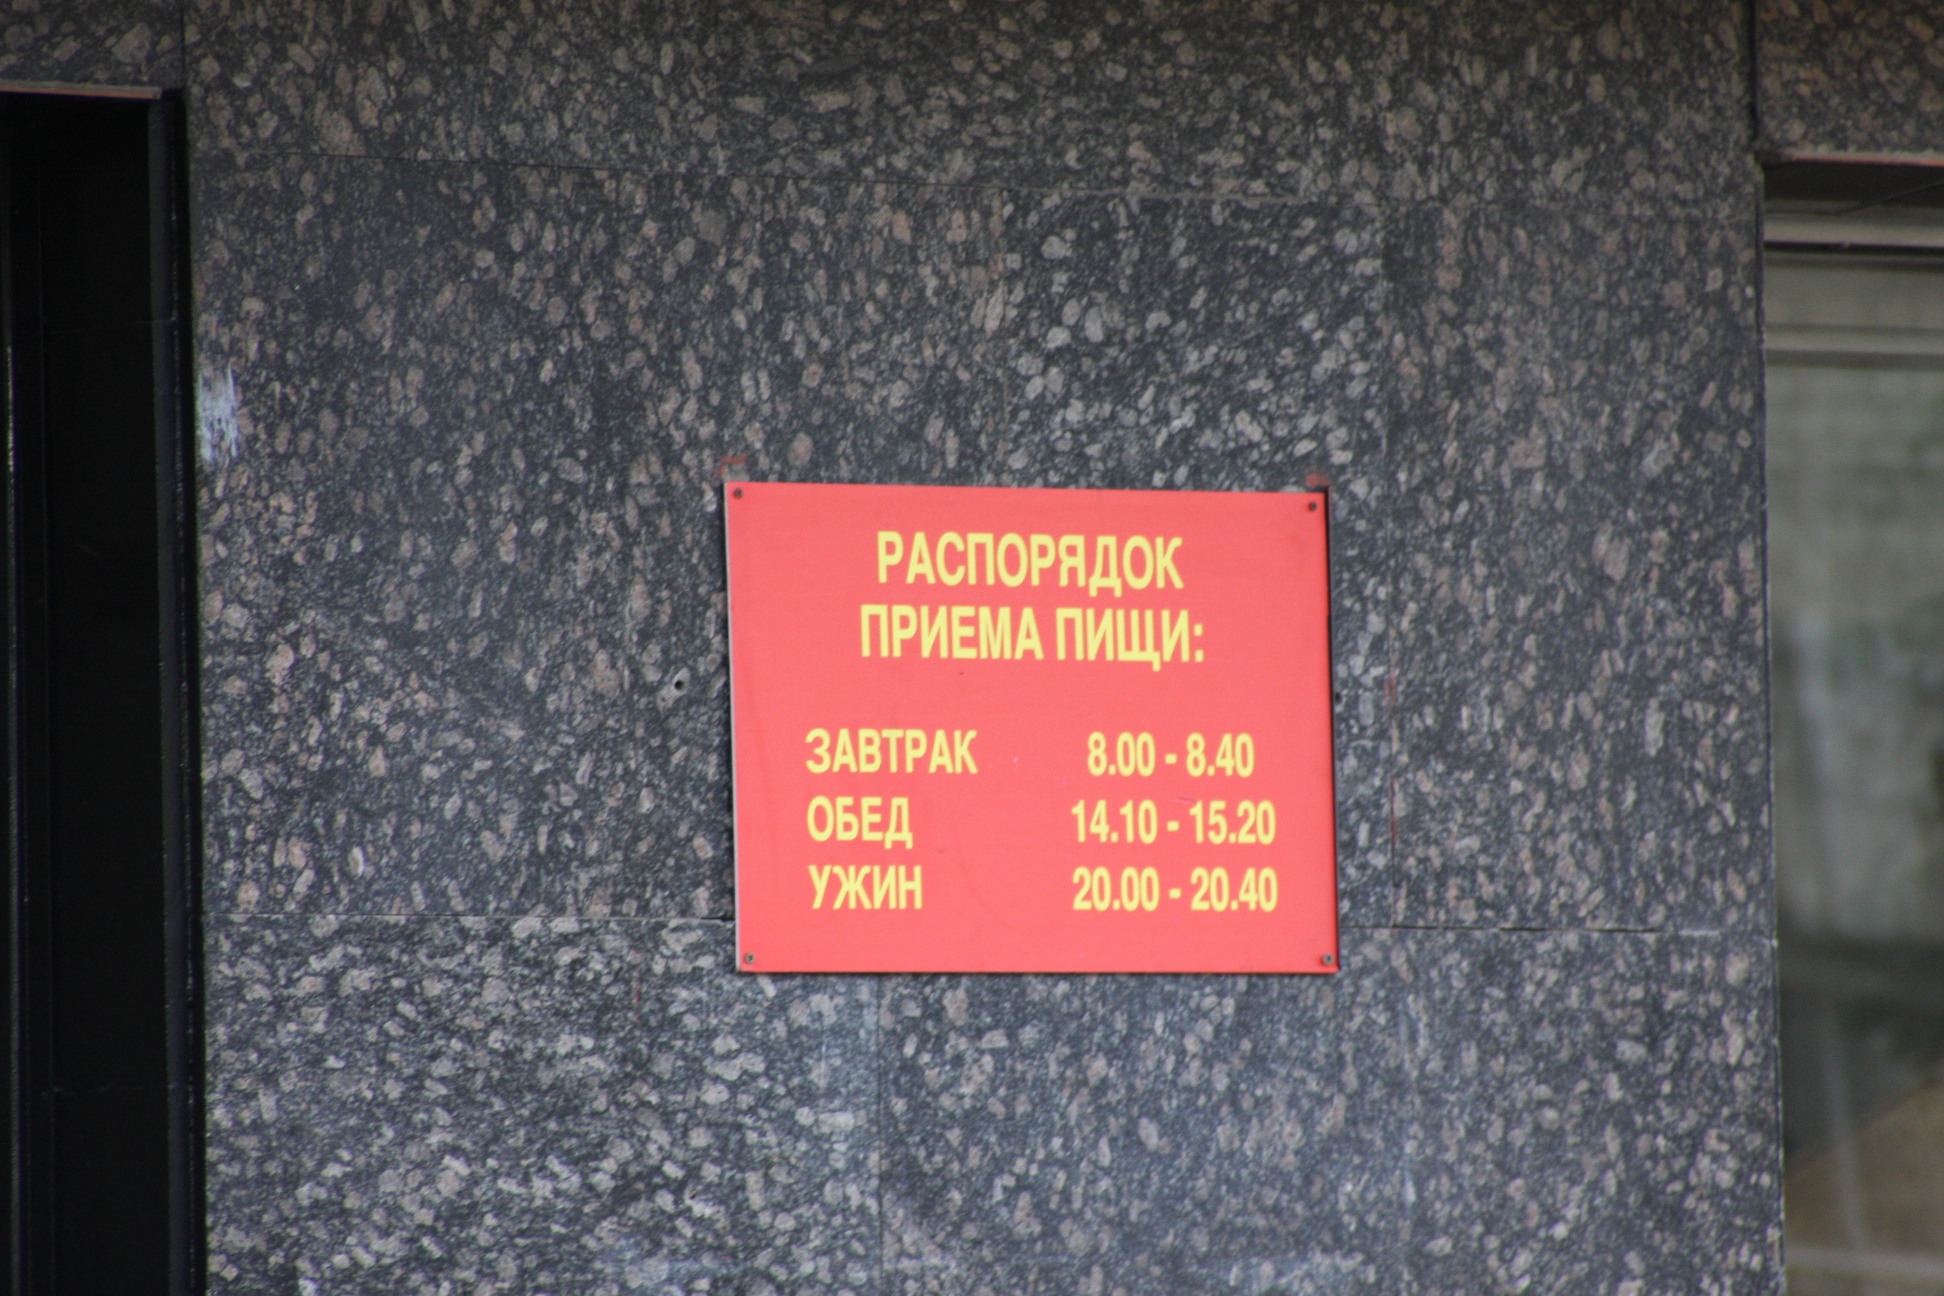 РАСПОРЯДОК
ПРИЕМА ПИЩИ:
ЗАВТРАК 8.00 - 8.40
ОБЕД 14.10 - 15.20
УЖИН 20.00 - 20.40